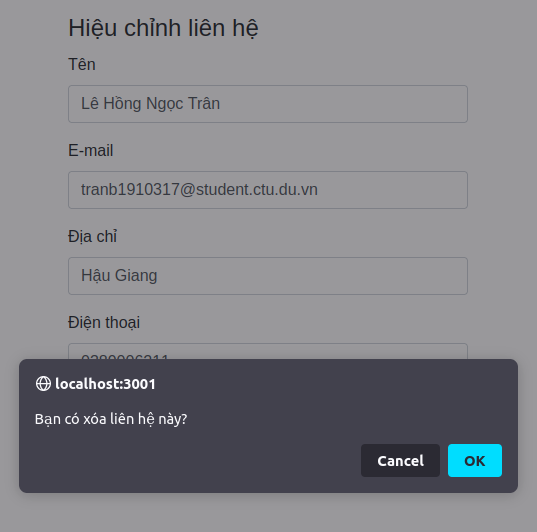 Hiệu chỉnh liên hệ
Tên
Lê Hồng Ngọc Trân
E-mail
tranb1910317@student.ctu.du.vn
Địa chỉ
Hậu Giang
Điện thoại
localhost:3001
Bạn có xóa liên hệ này?
Cancel
OK